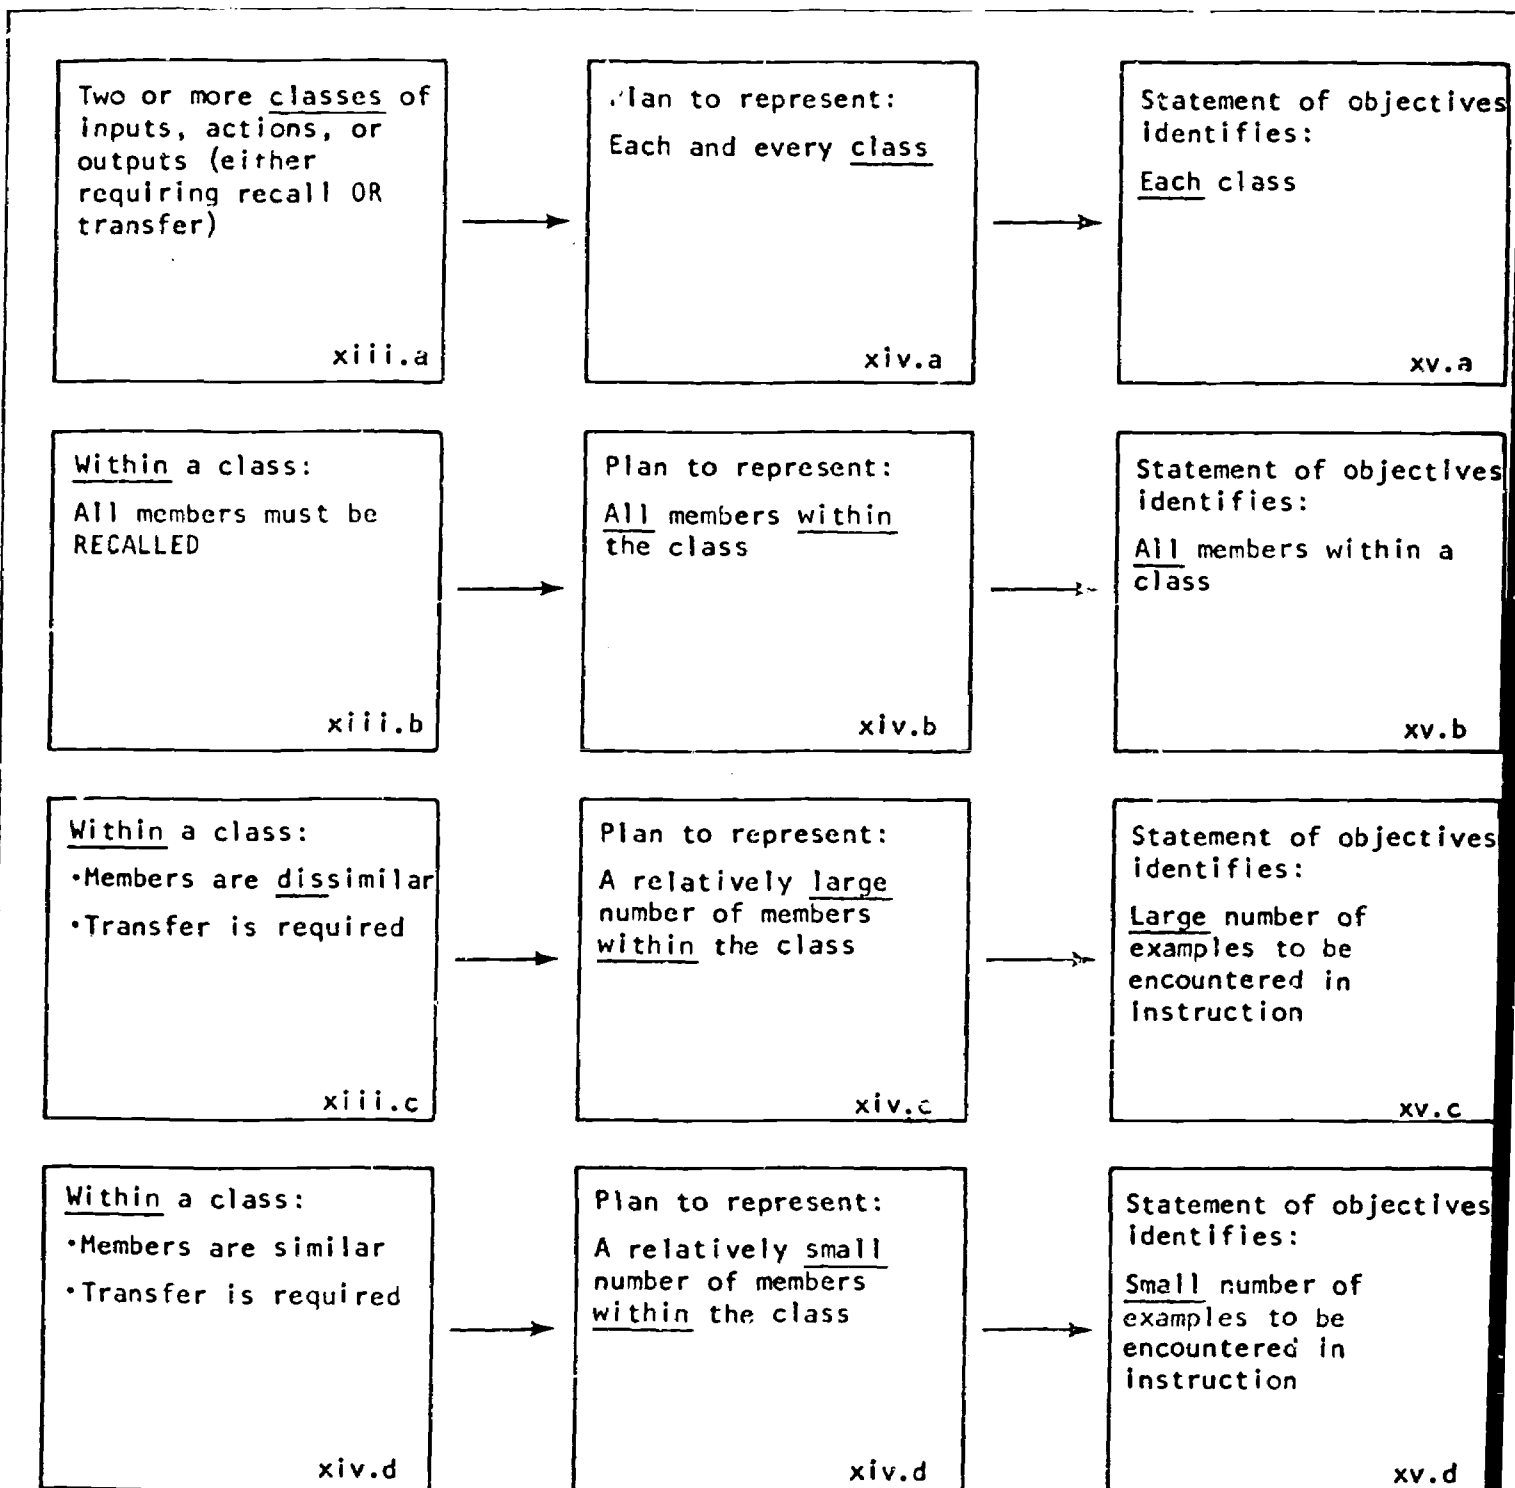 Two or more classes of
inputs, actions, or
outputs (either
requiring recall OR
transfer)
xiii.a
Plan to represent:
Each and every class
xiv.a
Statement of objectives
identifies:
Each class
xv.a
Within a class:
All members must be
RECALLED
xiii.b
Plan to represent:
All members within
the class
xiv.b
Statement of objectives
identifies:
All members within a
class
xv.b
Within a class:
•Members are dissimilar
•Transfer is required
xiii.c
Plan to represent:
A relatively large
number of members
within the class
xiv.c
Statement of objectives
identifies:
Large number of
examples to be
encountered in
instruction
xv.c
Within a class:
•Members are similar
•Transfer is required
xiv.d
Plan to represent:
A relatively small
number of members
within the class
xiv.d
Statement of objectives
identifies:
Small number of
examples to be
encountered in
instruction
xv.d